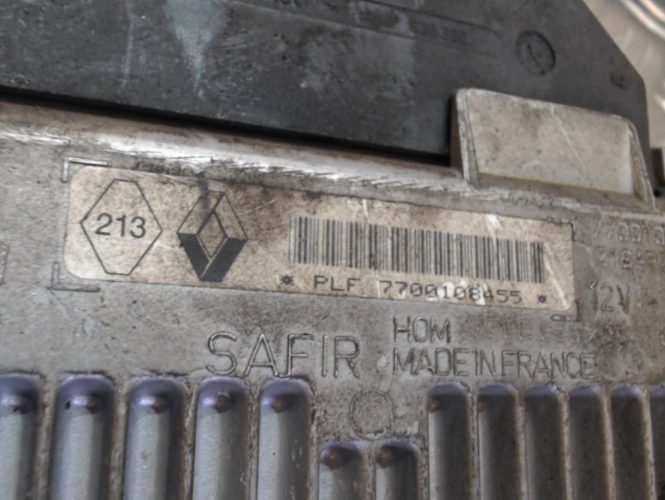 213
* PLF 7700108455 *
12V
SAFIR
HOM
MADE IN FRANCE